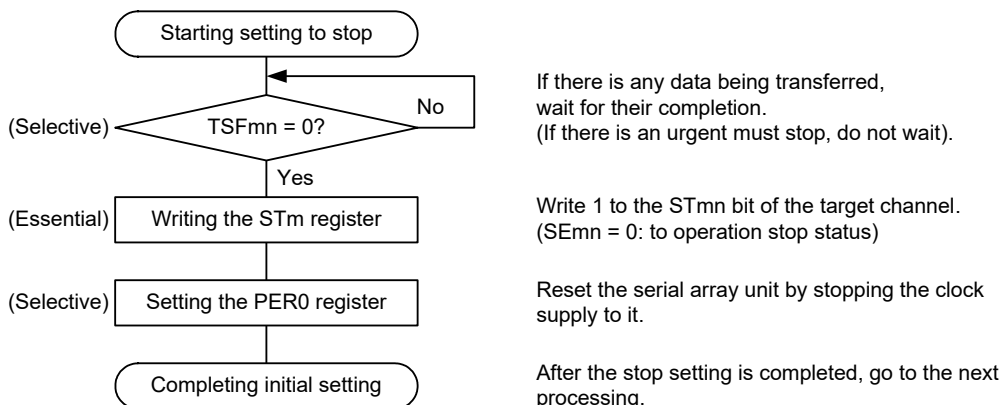 Starting setting to stop
If there is any data being transferred,
wait for their completion.
(If there is an urgent must stop, do not wait).
No
(Selective)
TSFmn = 0?
Yes
(Essential)
Writing the STm register
Write 1 to the STmn bit of the target channel.
(SEmn = 0: to operation stop status)
(Selective)
Setting the PER0 register
Reset the serial array unit by stopping the clock
supply to it.
Completing initial setting
After the stop setting is completed, go to the next
processing.